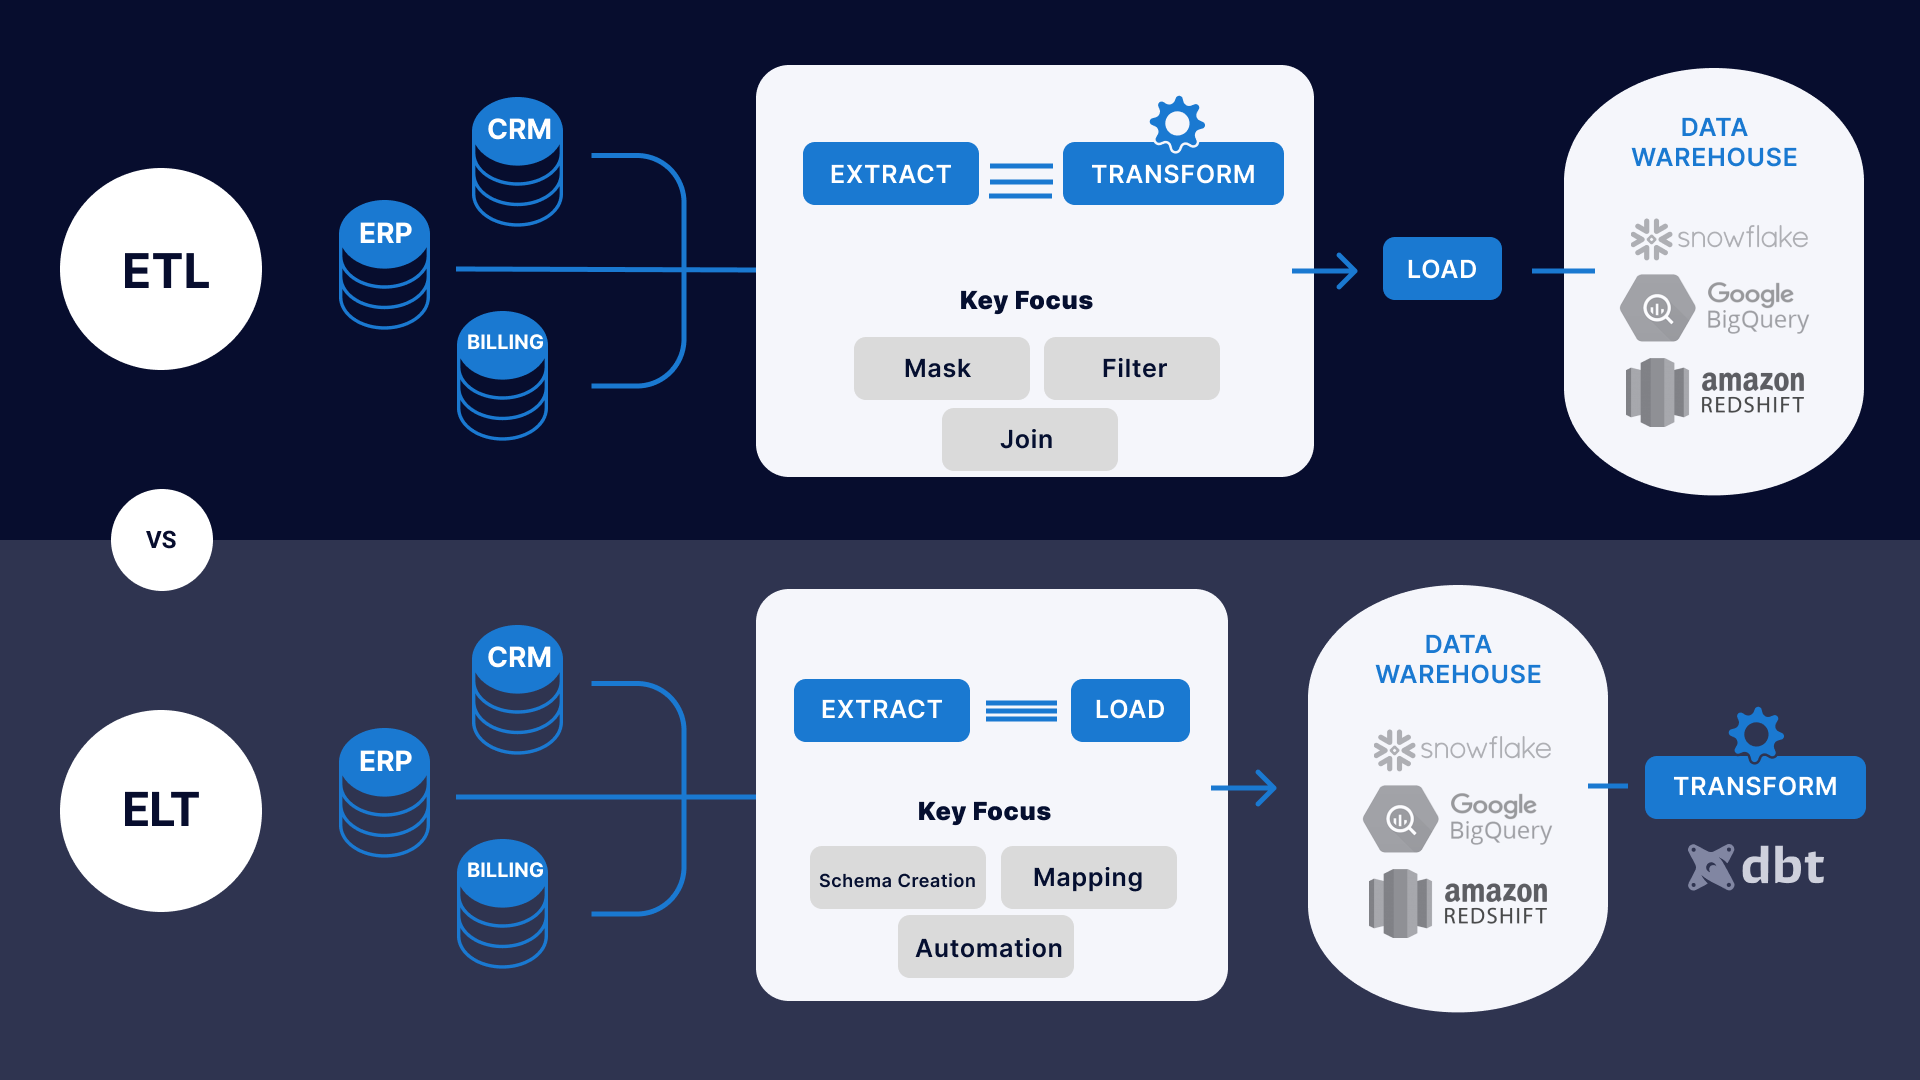 ETL
CRM
ERP
BILLING
EXTRACT
TRANSFORM
Key Focus
Mask
Filter
Join
LOAD
DATA
WAREHOUSE
snowflake
Google
BigQuery
amazon
REDSHIFT
VS
ELT
CRM
ERP
BILLING
EXTRACT
LOAD
Key Focus
Schema Creation
Mapping
Automation
DATA
WAREHOUSE
snowflake
Google
BigQuery
amazon
REDSHIFT
TRANSFORM
dbt